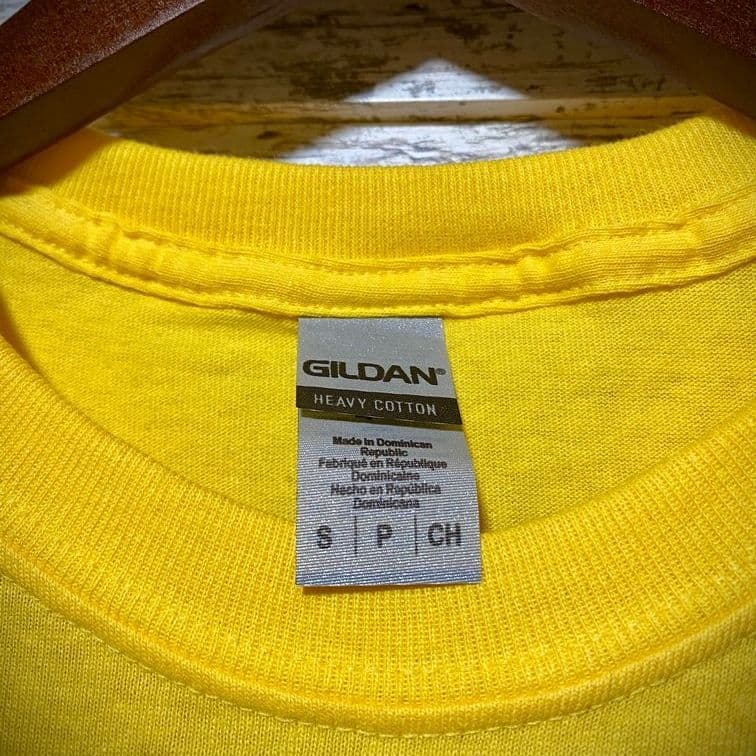 GILDAN®
HEAVY COTTON
Made in Dominican
Republic
Fabriqué en République
Dominicaine
Hecho en República
Dominicana
S | P | CH